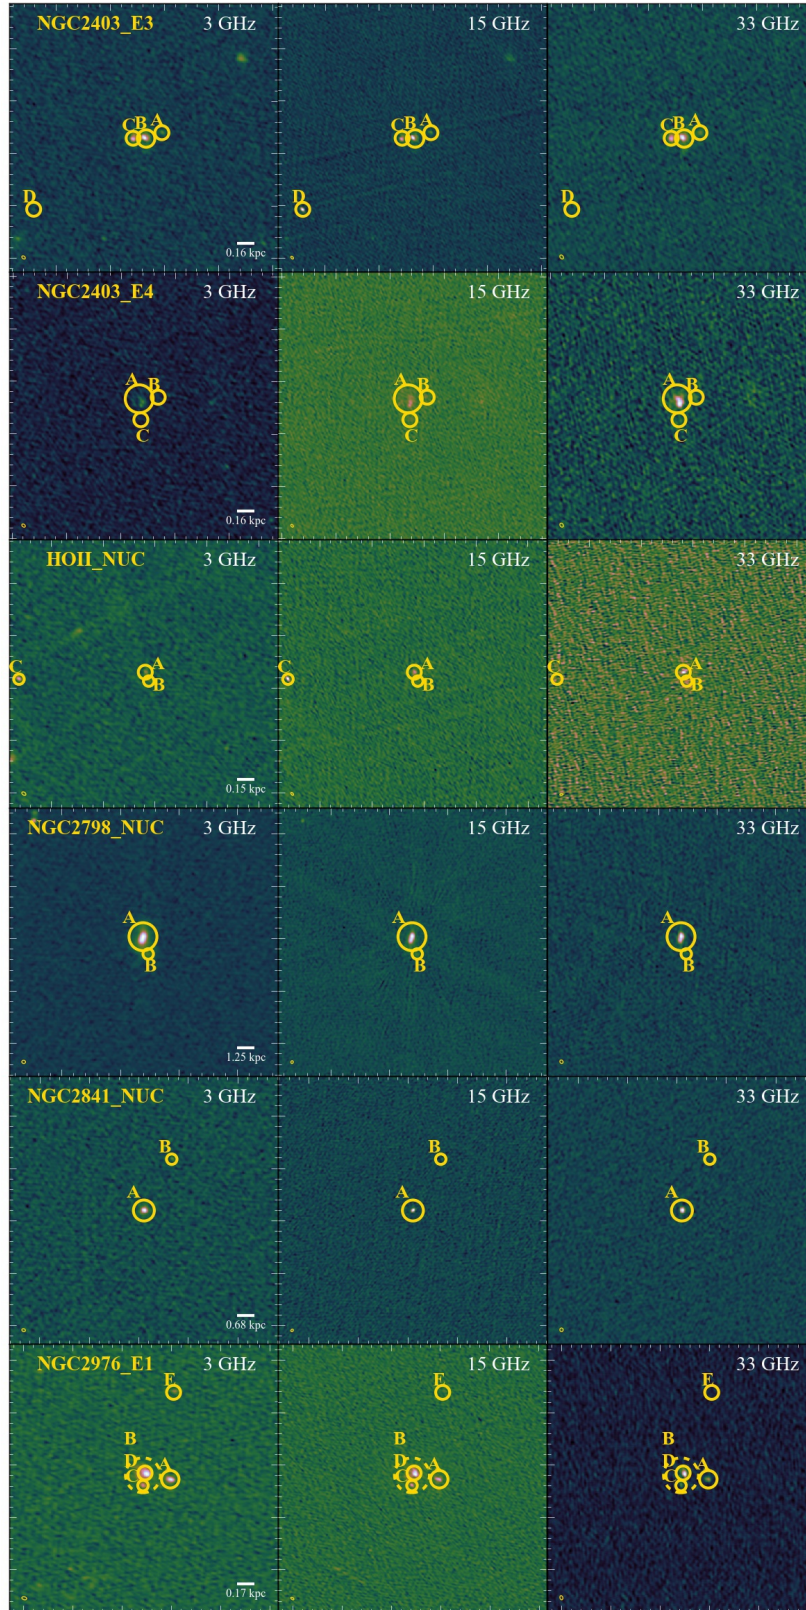 NGC2403_E3 3 GHz 15 GHz 33 GHz
C B A C B A C B A
D D D
0.16 kpc
NGC2403_E4 3 GHz 15 GHz 33 GHz
A B A B A B
C C C
0.16 kpc
HOII_NUC 3 GHz 15 GHz 33 GHz
C A C A C A
B B B
0.15 kpc
NGC2798_NUC 3 GHz 15 GHz 33 GHz
A A A
B B B
1.25 kpc
NGC2841_NUC 3 GHz 15 GHz 33 GHz
B B B
A A A
0.68 kpc
NGC2976_E1 3 GHz 15 GHz 33 GHz
E E E
B B B
D A D A D A
C C C
0.17 kpc